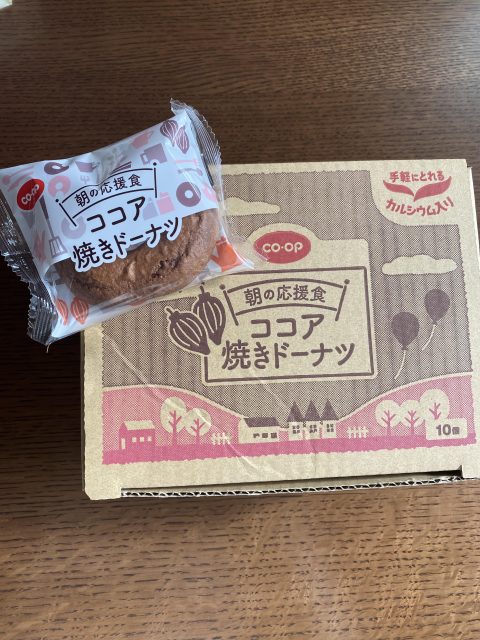 co・op
朝の応援食
ココア
焼きドーナツ
手軽にとれる
カルシウム入り
co・op
朝の応援食
ココア
焼きドーナツ
10個